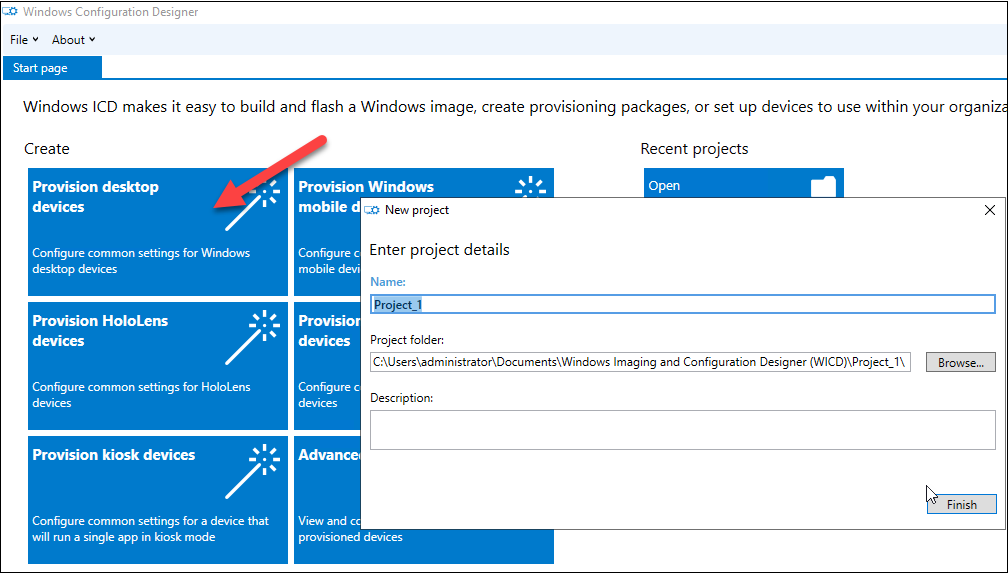 Windows Configuration Designer
File About
Start page
Windows ICD makes it easy to build and flash a Windows image, create provisioning packages, or set up devices to use within your organiza
Create
Recent projects
Provision desktop
devices
Configure common settings for Windows
desktop devices
Provision Windows
mobile d
Configure c
mobile devi
Open
Provision HoloLens
devices
Configure common settings for HoloLens
devices
Provision
devices
Configure c
devices
Provision kiosk devices
Configure common settings for a device that
will run a single app in kiosk mode
Advance
View and co
provisioned devices
New project
Enter project details
Name:
Project_1
Project folder:
C:\Users\administrator\Documents\Windows Imaging and Configuration Designer (WICD)\Project_1\
Browse...
Description:
Finish